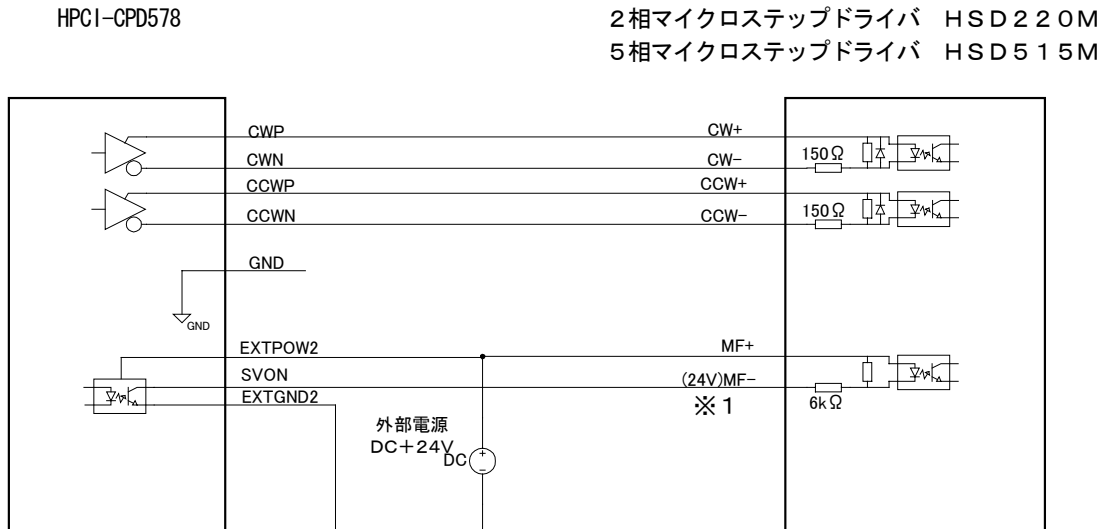 HPCI-CPD578
2相マイクロステップドライバ　ＨＳＤ２２０Ｍ
5相マイクロステップドライバ　ＨＳＤ５１５Ｍ
CWP
CW+
CWN
CW-
150Ω
CCWP
CCW+
CCWN
CCW-
150Ω
GND
GND
EXTPOW2
MF+
SVON
(24V)MF-
EXTGND2
※1
6kΩ
外部電源
DC＋24V
DC
+
-